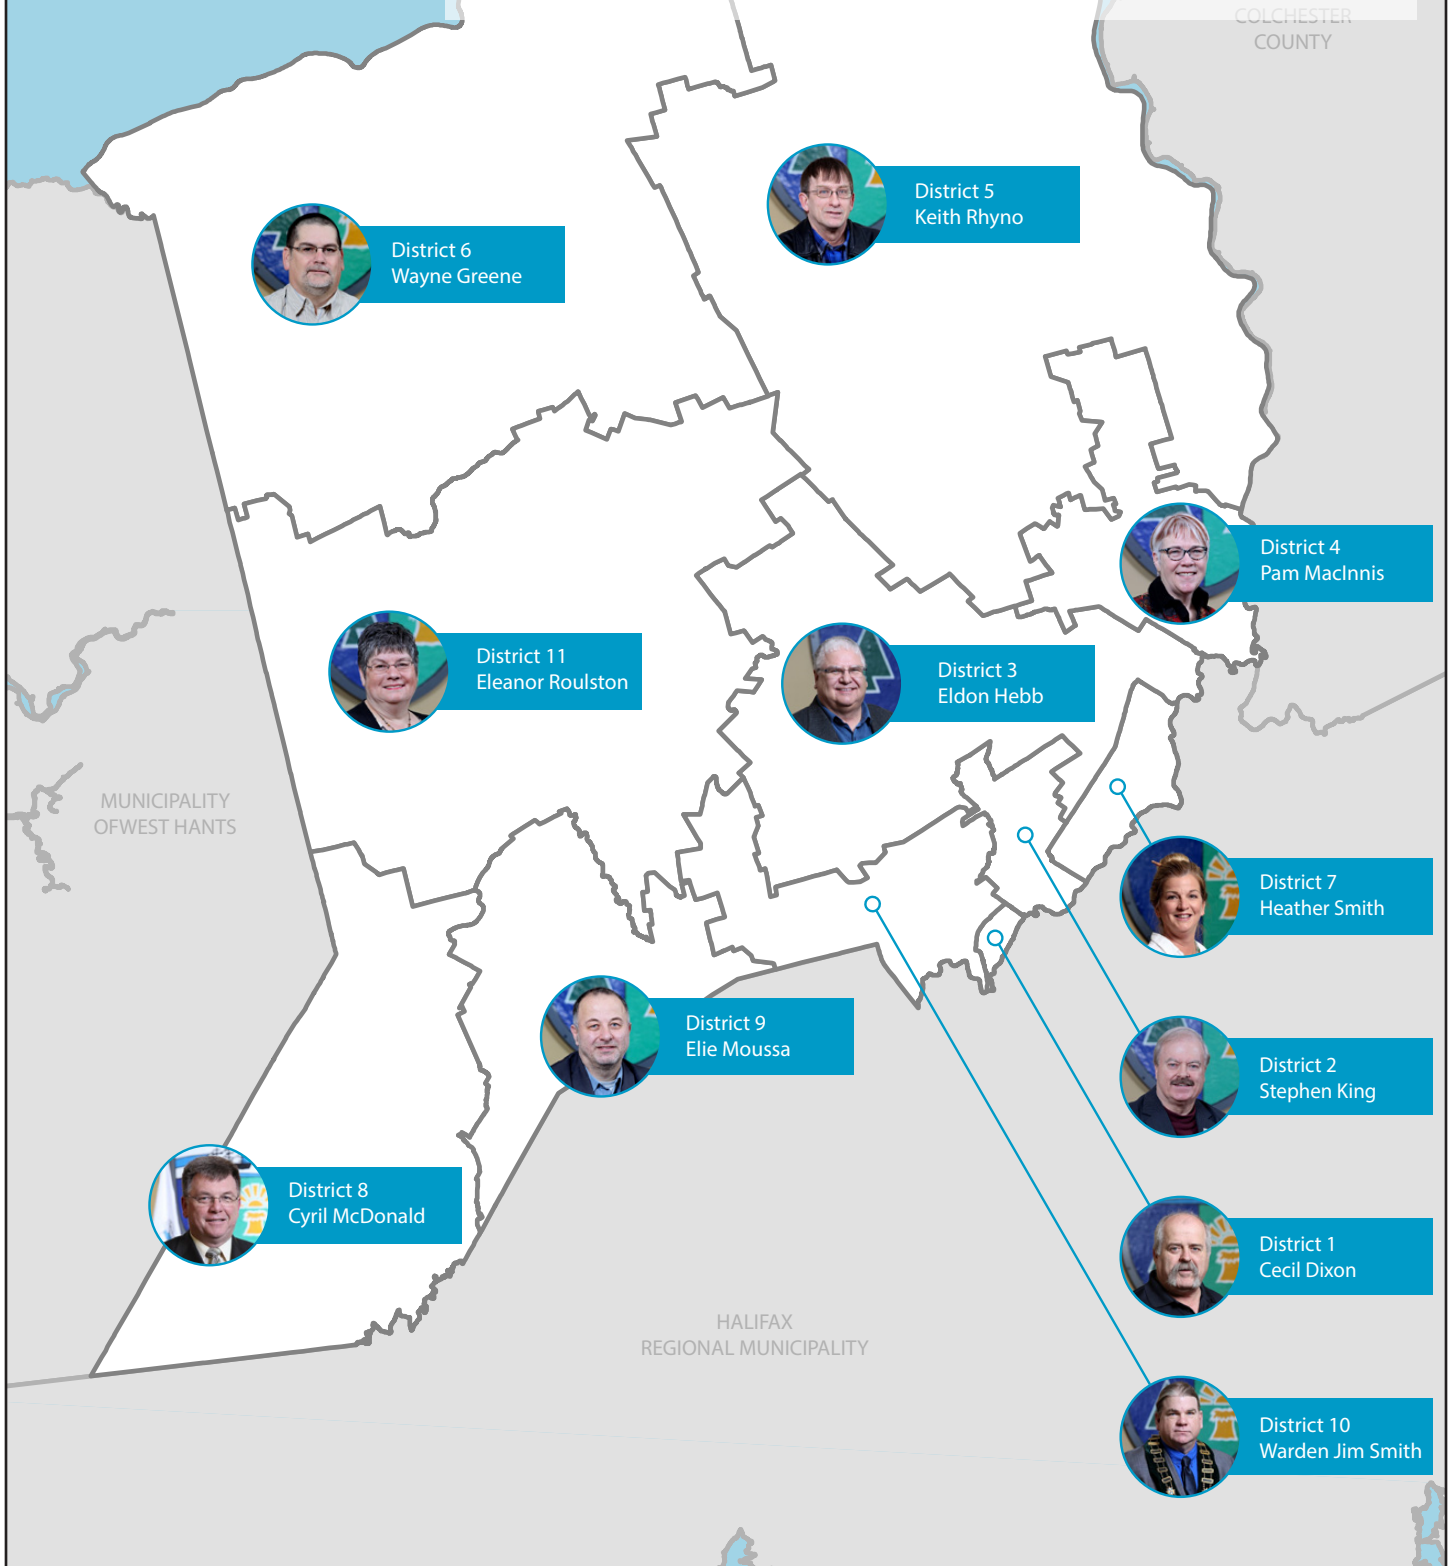 COLCHESTER
COUNTY
District 5
Keith Rhyno
District 6
Wayne Greene
District 4
Pam MacInnis
District 11
Eleanor Roulston
District 3
Eldon Hebb
MUNICIPALITY
OFWEST HANTS
District 7
Heather Smith
District 9
Elie Moussa
District 2
Stephen King
District 8
Cyril McDonald
District 1
Cecil Dixon
HALIFAX
REGIONAL MUNICIPALITY
District 10
Warden Jim Smith